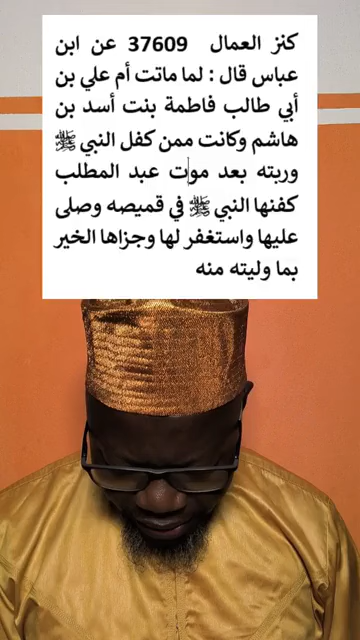 كنز العمال 37609 عن ابن
عباس قال : لما ماتت أم علي بن
أبي طالب فاطمة بنت أسد بن
هاشم وكانت ممن كفل النبي ﷺ
وربته بعد موت عبد المطلب
كفنها النبي ﷺ في قميصه وصلى
عليها واستغفر لها وجزاها الخير
بما وليته منه